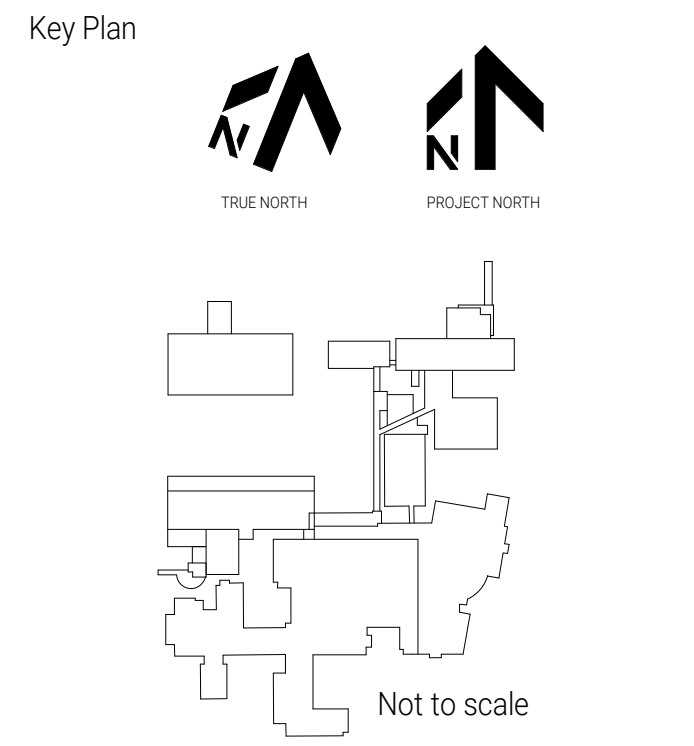 Key Plan
N
N
TRUE NORTH
PROJECT NORTH
Not to scale